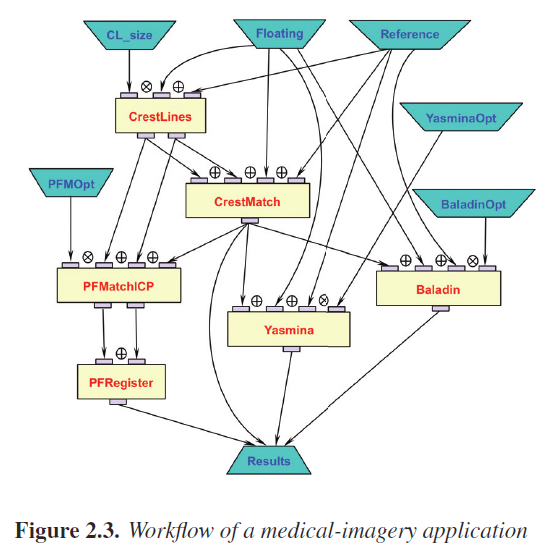 CL_size
Floating
Reference
⊗ ⊕
CrestLines
YasminaOpt
PFMOpt
⊕ ⊕ ⊕
CrestMatch
BaladinOpt
⊗ ⊕ ⊕
PFMatchICP
⊕ ⊕ ⊗
Baladin
⊕ ⊕ ⊗
Yasmina
⊕
PFRegister
Results
Figure 2.3. Workflow of a medical-imagery application